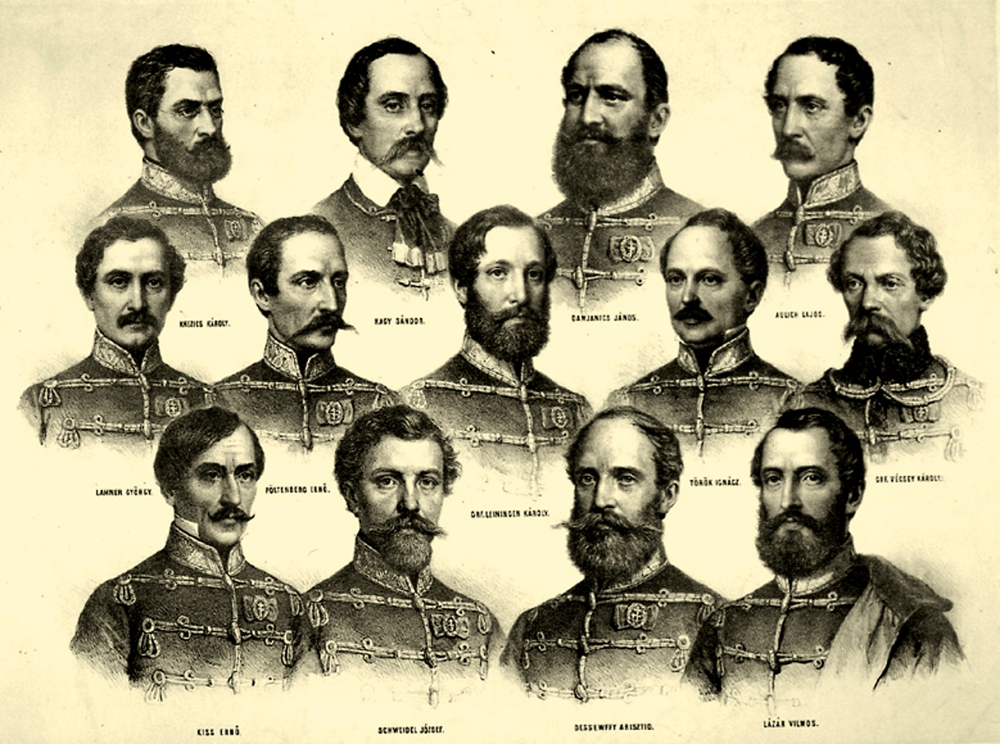 KNEZICS KÁROLY.
NAGY SÁNDOR.
DAMJANICS JÁNOS.
AULICH LAJOS.
LAHNER GYÖRGY.
PÖLTENBERG ERNŐ.
GRF. LEININGEN KÁROLY.
TÖRÖK IGNÁCZ.
GRF. VÉCSEY KÁROLY.
KISS ERNŐ.
SCHWEIDEL JÓZSEF.
DESSEWFFY ARISZTID.
LÁZÁR VILMOS.